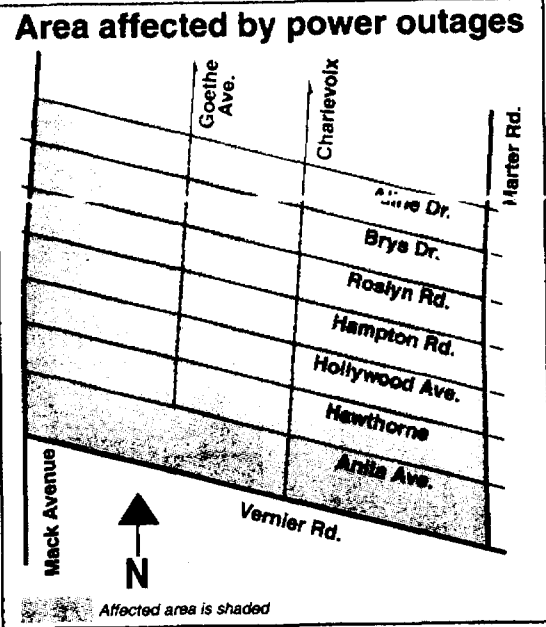 Area affected by power outages
Goethe
Ave.
Charlevoix
Marter Rd.
Dr.
Brys Dr.
Roslyn Rd.
Hampton Rd.
Hollywood Ave.
Hawthorne
Anita Ave.
Vernier Rd.
Mack Avenue
N
Affected area is shaded